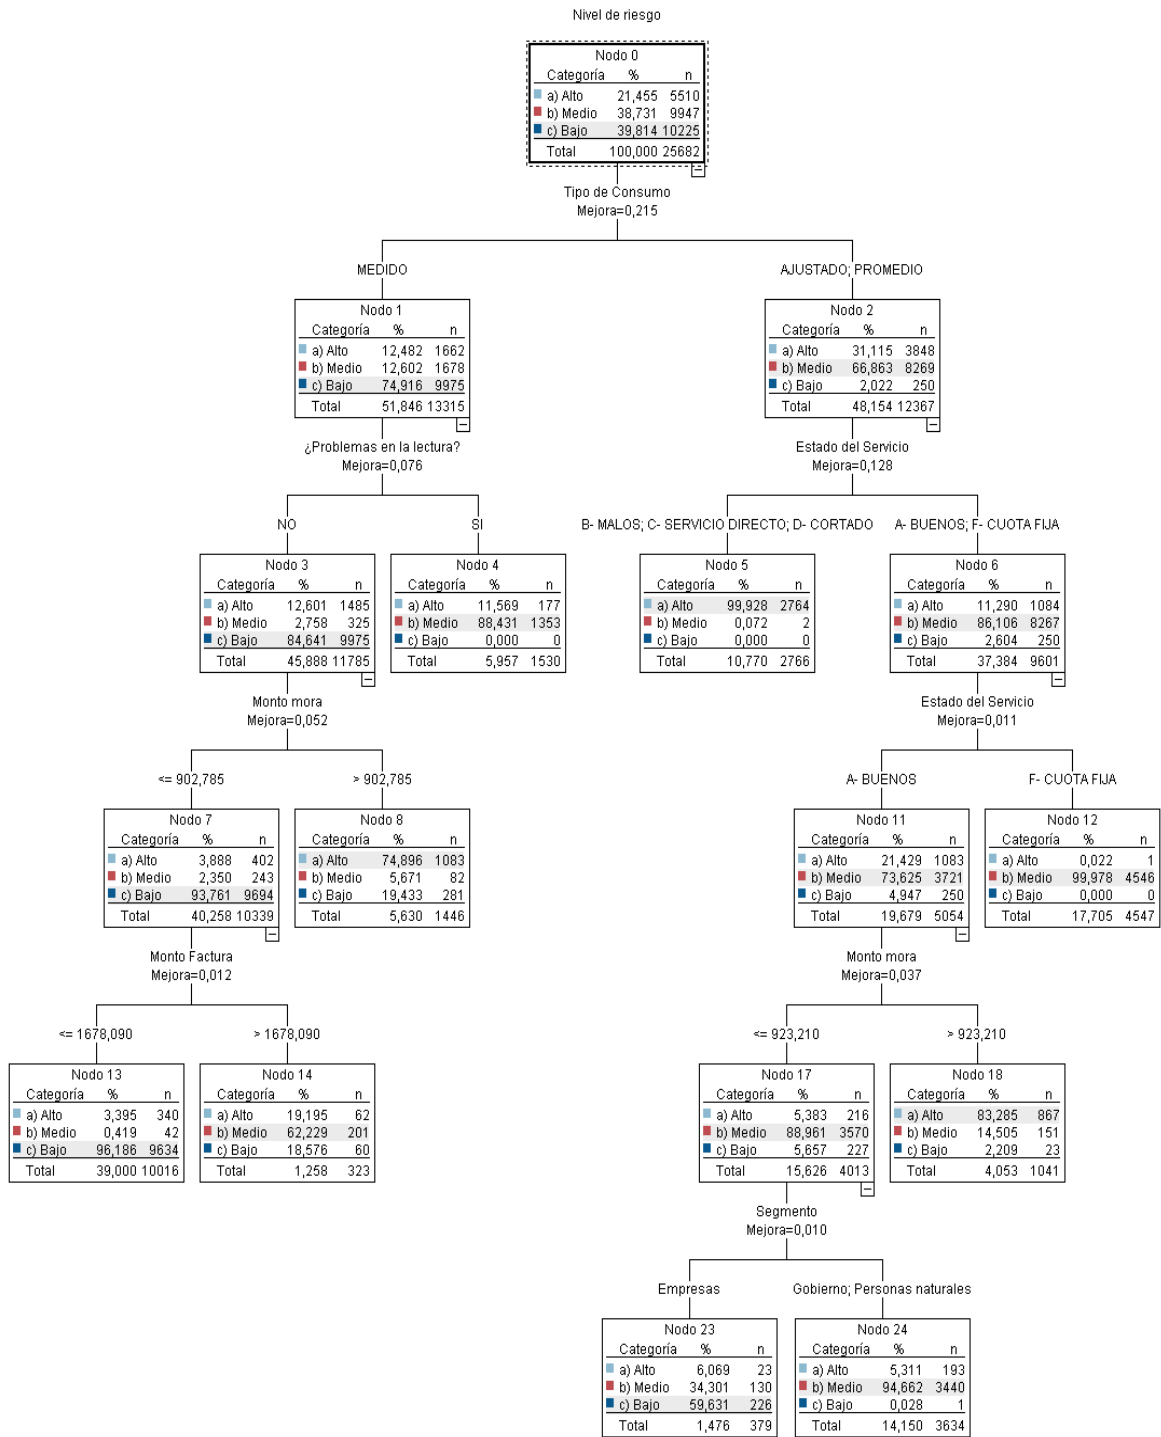 Nivel de riesgo
Nodo 0
Categoría % n
a) Alto 21,455 5510
b) Medio 38,731 9947
c) Bajo 39,814 10225
Total 100,000 25682
Tipo de Consumo
Mejora=0,215
MEDIDO
AJUSTADO; PROMEDIO
Nodo 1
Categoría % n
a) Alto 12,482 1662
b) Medio 12,602 1678
c) Bajo 74,916 9975
Total 51,846 13315
Nodo 2
Categoría % n
a) Alto 31,115 3848
b) Medio 66,863 8269
c) Bajo 2,022 250
Total 48,154 12367
¿Problemas en la lectura?
Mejora=0,076
Estado del Servicio
Mejora=0,128
NO
SI
B- MALOS; C- SERVICIO DIRECTO; D- CORTADO
A- BUENOS; F- CUOTA FIJA
Nodo 3
Categoría % n
a) Alto 12,601 1485
b) Medio 2,758 325
c) Bajo 84,641 9975
Total 45,888 11785
Nodo 4
Categoría % n
a) Alto 11,569 177
b) Medio 88,431 1353
c) Bajo 0,000 0
Total 5,957 1530
Nodo 5
Categoría % n
a) Alto 99,928 2764
b) Medio 0,072 2
c) Bajo 0,000 0
Total 10,770 2766
Nodo 6
Categoría % n
a) Alto 11,290 1084
b) Medio 86,106 8267
c) Bajo 2,604 250
Total 37,384 9601
Monto mora
Mejora=0,052
Estado del Servicio
Mejora=0,011
<= 902,785
> 902,785
A- BUENOS
F- CUOTA FIJA
Nodo 7
Categoría % n
a) Alto 3,888 402
b) Medio 2,350 243
c) Bajo 93,761 9694
Total 40,258 10339
Nodo 8
Categoría % n
a) Alto 74,896 1083
b) Medio 5,671 82
c) Bajo 19,433 281
Total 5,630 1446
Nodo 11
Categoría % n
a) Alto 21,429 1083
b) Medio 73,625 3721
c) Bajo 4,947 250
Total 19,679 5054
Nodo 12
Categoría % n
a) Alto 0,022 1
b) Medio 99,978 4546
c) Bajo 0,000 0
Total 17,705 4547
Monto Factura
Mejora=0,012
Monto mora
Mejora=0,037
<= 1678,090
> 1678,090
<= 923,210
> 923,210
Nodo 13
Categoría % n
a) Alto 3,395 340
b) Medio 0,419 42
c) Bajo 96,186 9634
Total 39,000 10016
Nodo 14
Categoría % n
a) Alto 19,195 62
b) Medio 62,229 201
c) Bajo 18,576 60
Total 1,258 323
Nodo 17
Categoría % n
a) Alto 5,383 216
b) Medio 88,961 3570
c) Bajo 5,657 227
Total 15,626 4013
Nodo 18
Categoría % n
a) Alto 83,285 867
b) Medio 14,505 151
c) Bajo 2,209 23
Total 4,053 1041
Segmento
Mejora=0,010
Empresas
Gobierno; Personas naturales
Nodo 23
Categoría % n
a) Alto 6,069 23
b) Medio 34,301 130
c) Bajo 59,631 226
Total 1,476 379
Nodo 24
Categoría % n
a) Alto 5,311 193
b) Medio 94,662 3440
c) Bajo 0,028 1
Total 14,150 3634